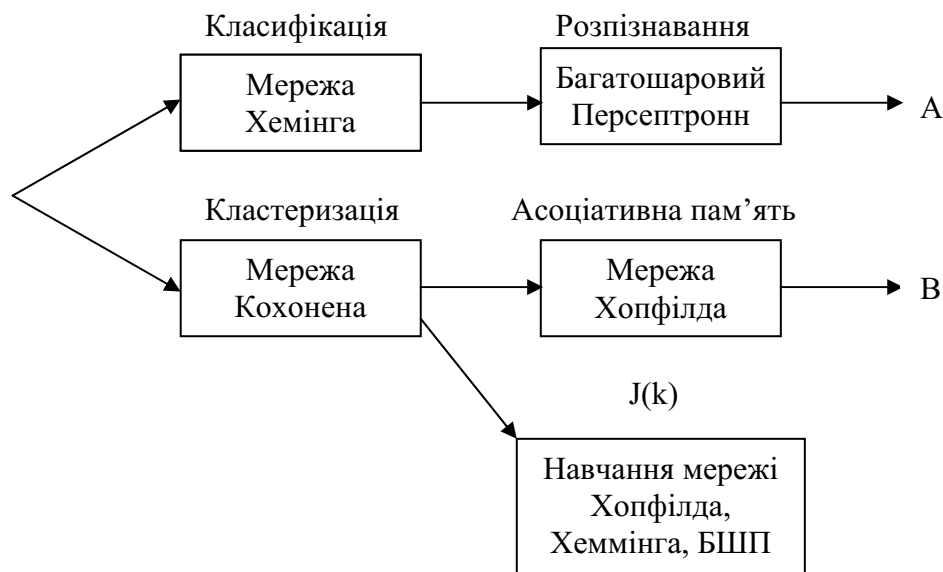 Класифікація
Розпізнавання
Мережа
Хемінга
Багатошаровий
Персептронн
А
Кластеризація
Асоціативна пам’ять
Мережа
Кохонена
Мережа
Хопфілда
В
J(k)
Навчання мережі
Хопфілда,
Хеммінга, БШП